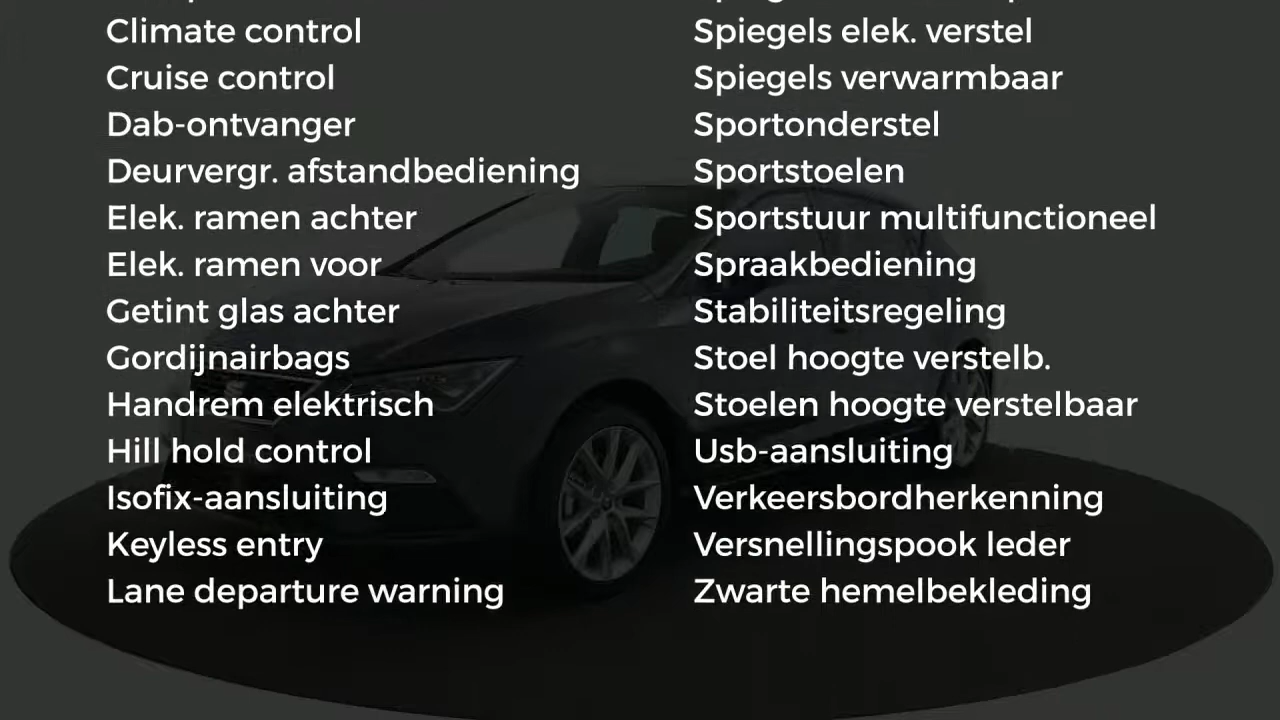 Climate control
Cruise control
Dab-ontvanger
Deurvergr. afstandbediening
Elek. ramen achter
Elek. ramen voor
Getint glas achter
Gordijnairbags
Handrem elektrisch
Hill hold control
Isofix-aansluiting
Keyless entry
Lane departure warning
Spiegels elek. verstel
Spiegels verwarmbaar
Sportonderstel
Sportstoelen
Sportstuur multifunctioneel
Spraakbediening
Stabiliteitsregeling
Stoel hoogte verstelb.
Stoelen hoogte verstelbaar
Usb-aansluiting
Verkeersbordherkenning
Versnellingspook leder
Zwarte hemelbekleding